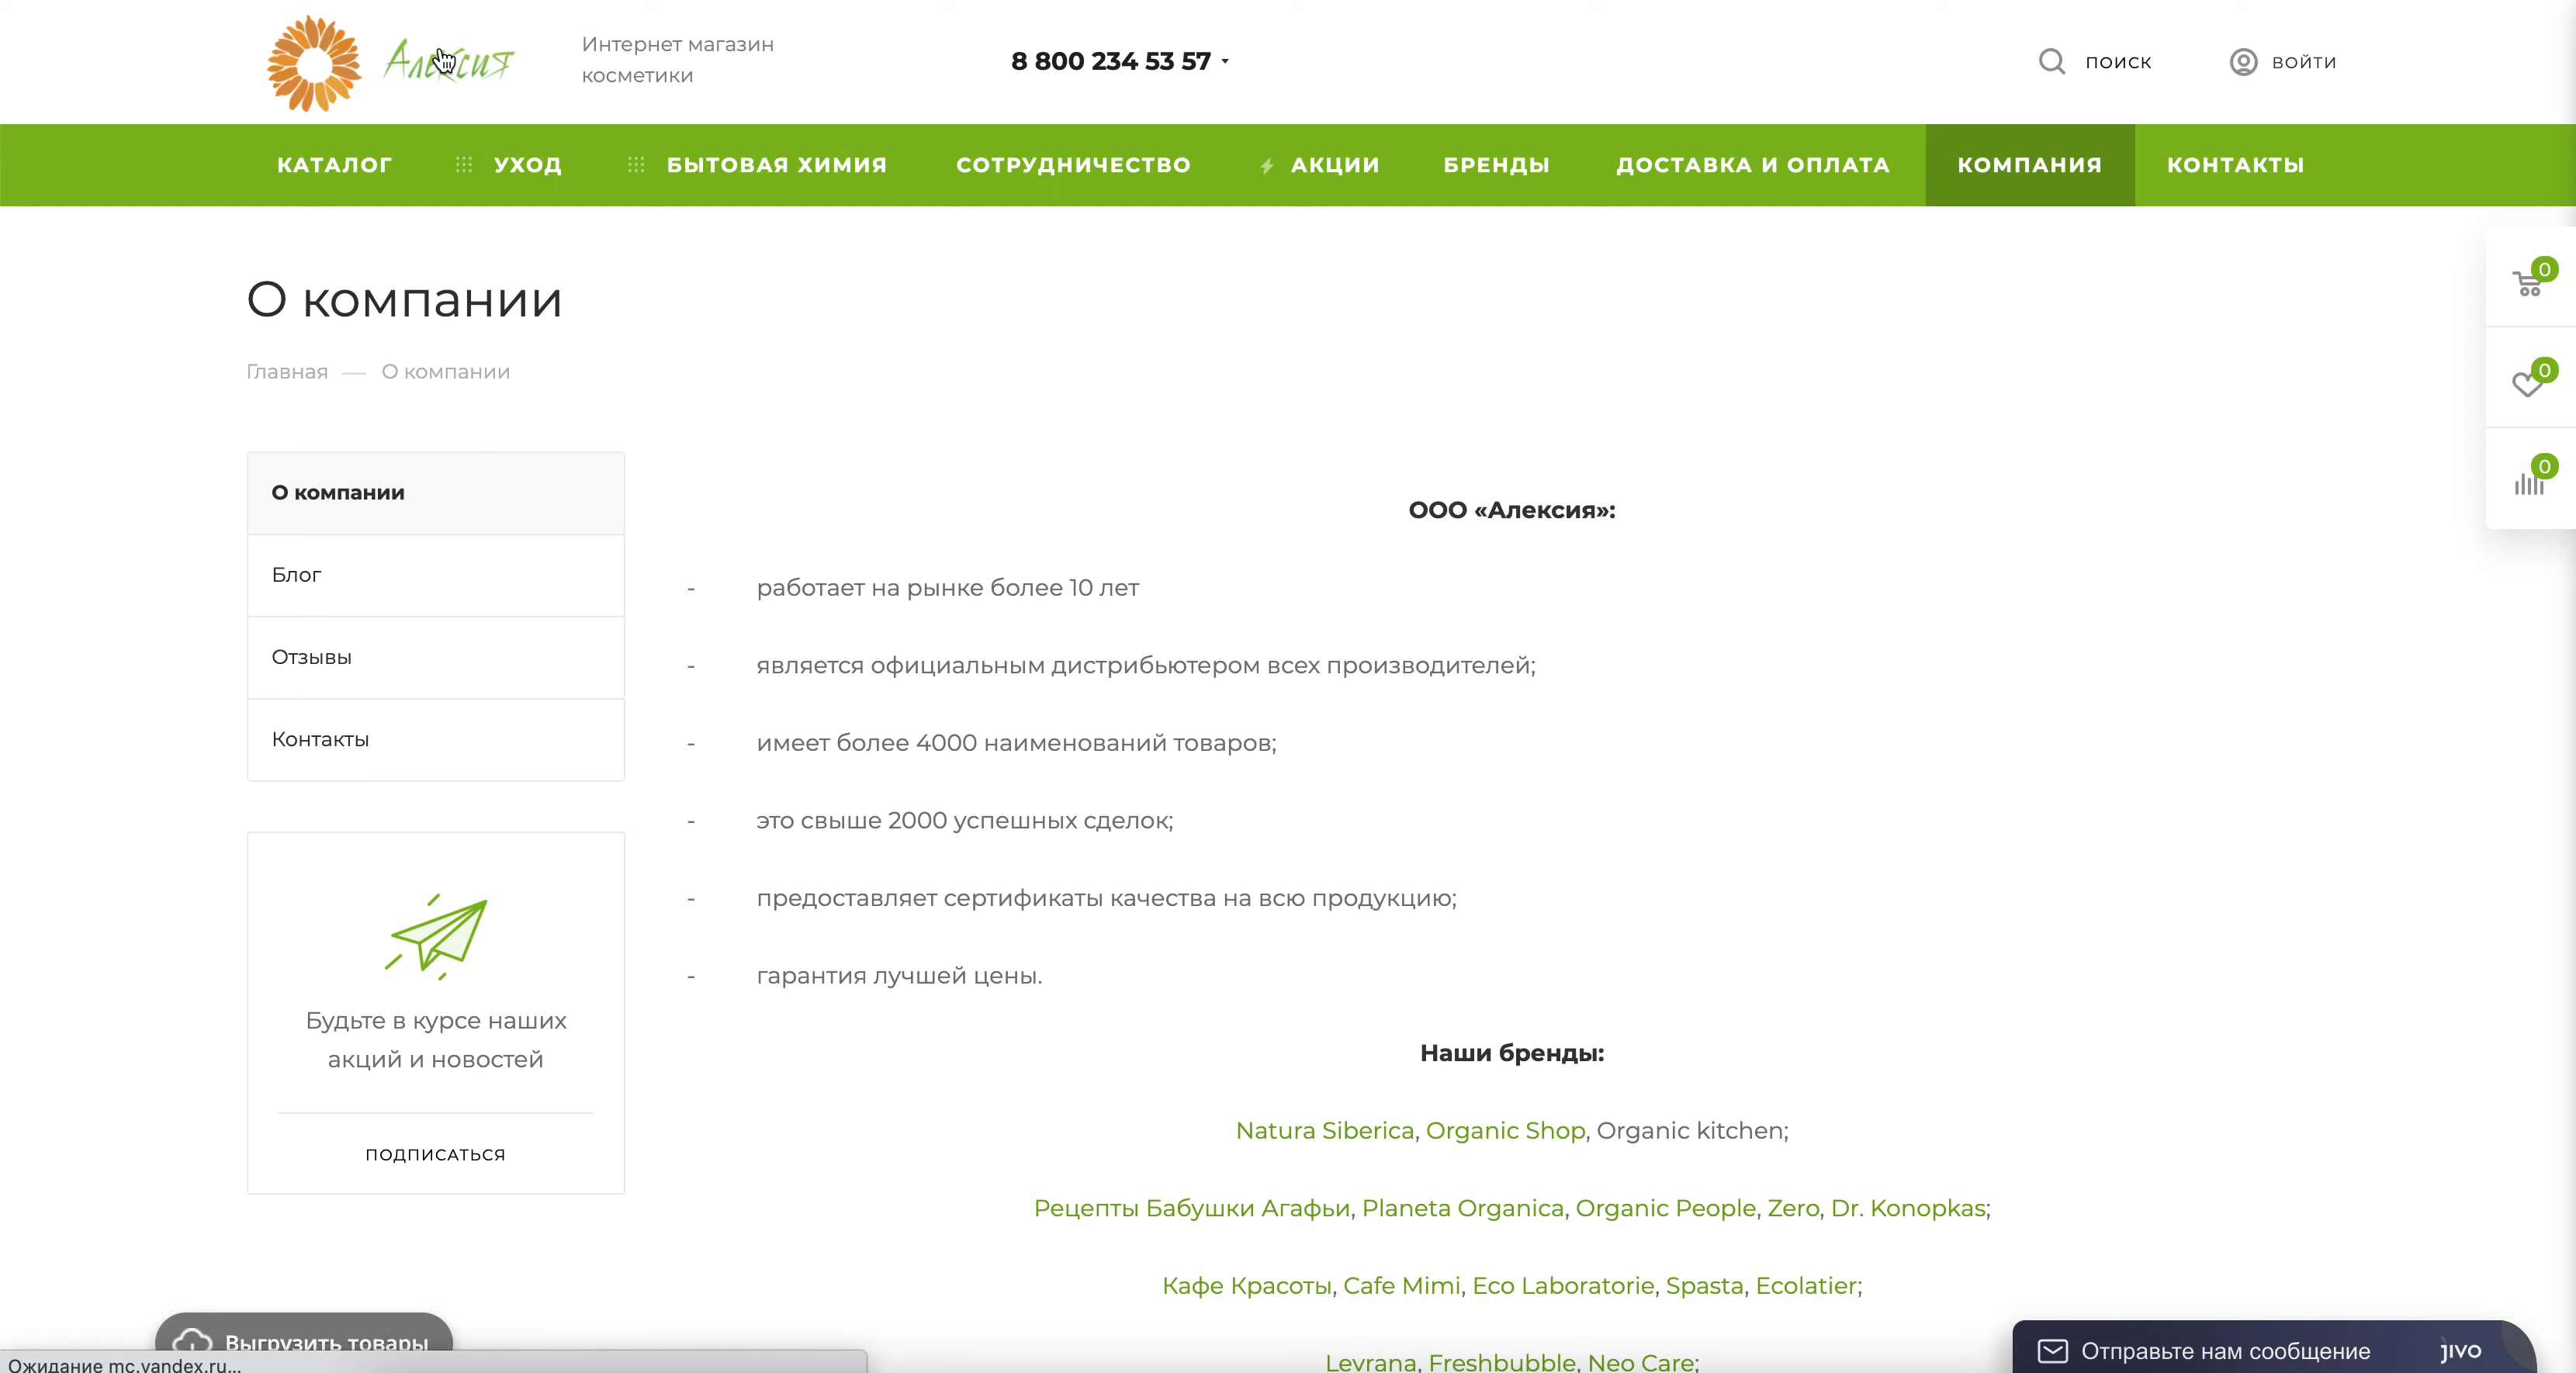 Алексия
Интернет магазин
косметики
8 800 234 53 57
ПОИСК
ВОЙТИ
КАТАЛОГ
УХОД
БЫТОВАЯ ХИМИЯ
СОТРУДНИЧЕСТВО
АКЦИИ
БРЕНДЫ
ДОСТАВКА И ОПЛАТА
КОМПАНИЯ
КОНТАКТЫ
0
0
0
О компании
Главная — О компании
О компании
Блог
Отзывы
Контакты
Будьте в курсе наших
акций и новостей
ПОДПИСАТЬСЯ
ООО «Алексия»:
- работает на рынке более 10 лет
- является официальным дистрибьютером всех производителей;
- имеет более 4000 наименований товаров;
- это свыше 2000 успешных сделок;
- предоставляет сертификаты качества на всю продукцию;
- гарантия лучшей цены.
Наши бренды:
Natura Siberica, Organic Shop, Organic kitchen;
Рецепты Бабушки Агафьи, Planeta Organica, Organic People, Zero, Dr. Konopkas;
Кафе Красоты, Cafe Mimi, Eco Laboratorie, Spasta, Ecolatier;
Levrana, Freshbubble, Neo Care;
Выгрузить товары
Ожидание mc.yandex.ru...
Отправьте нам сообщение
jivo